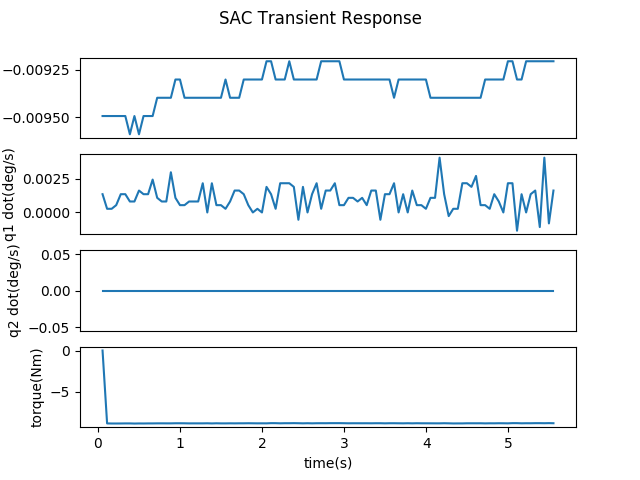 SAC Transient Response
−0.00925
−0.00950
q1 dot(deg/s)
0.0025
0.0000
q2 dot(deg/s)
0.05
0.00
−0.05
torque(Nm)
0
−5
0 1 2 3 4 5
time(s)